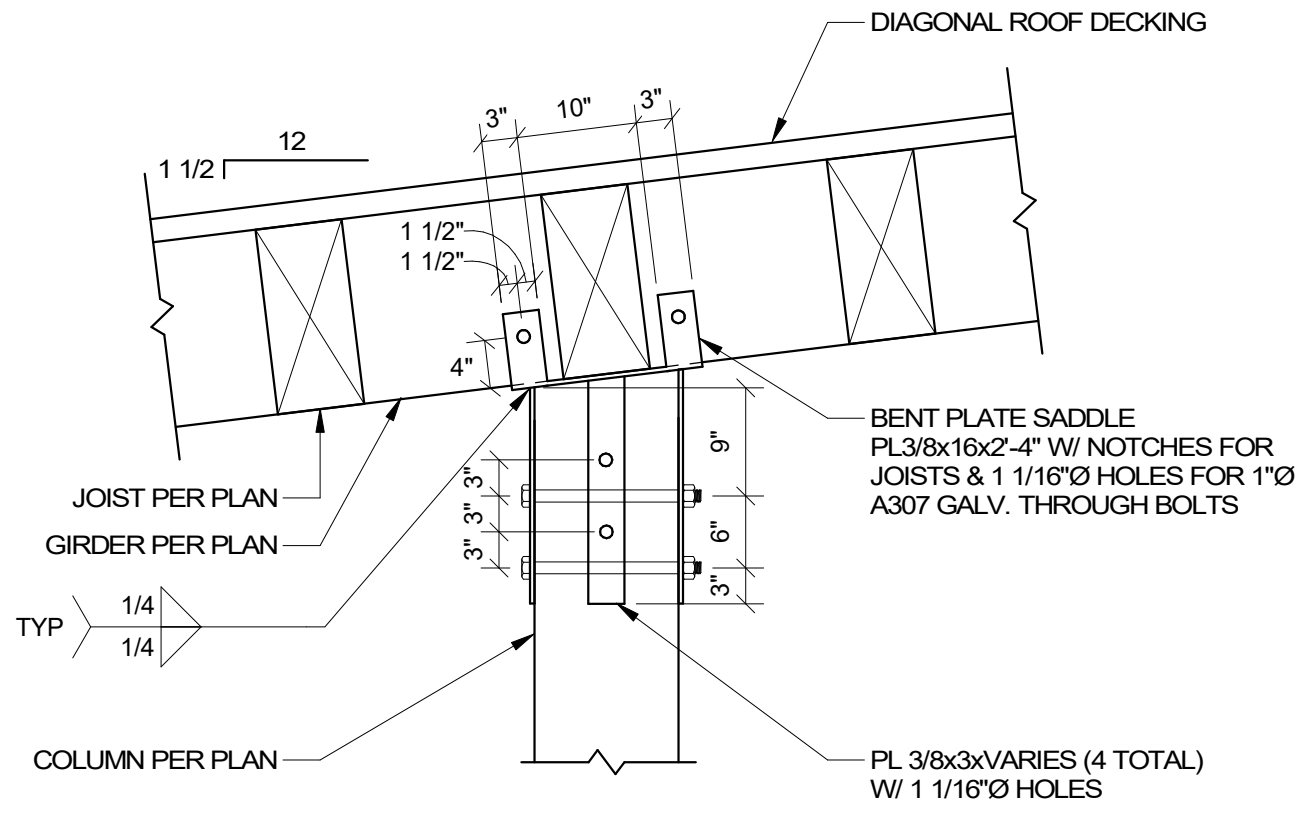 DIAGONAL ROOF DECKING
3"
10"
3"
12
1 1/2
1 1/2"
1 1/2"
4"
BENT PLATE SADDLE
PL3/8x16x2'-4" W/ NOTCHES FOR
JOISTS & 1 1/16"Ø HOLES FOR 1"Ø
A307 GALV. THROUGH BOLTS
9"
3"
3"
3"
6"
3"
JOIST PER PLAN
GIRDER PER PLAN
TYP
1/4
1/4
COLUMN PER PLAN
PL 3/8x3xVARIES (4 TOTAL)
W/ 1 1/16"Ø HOLES